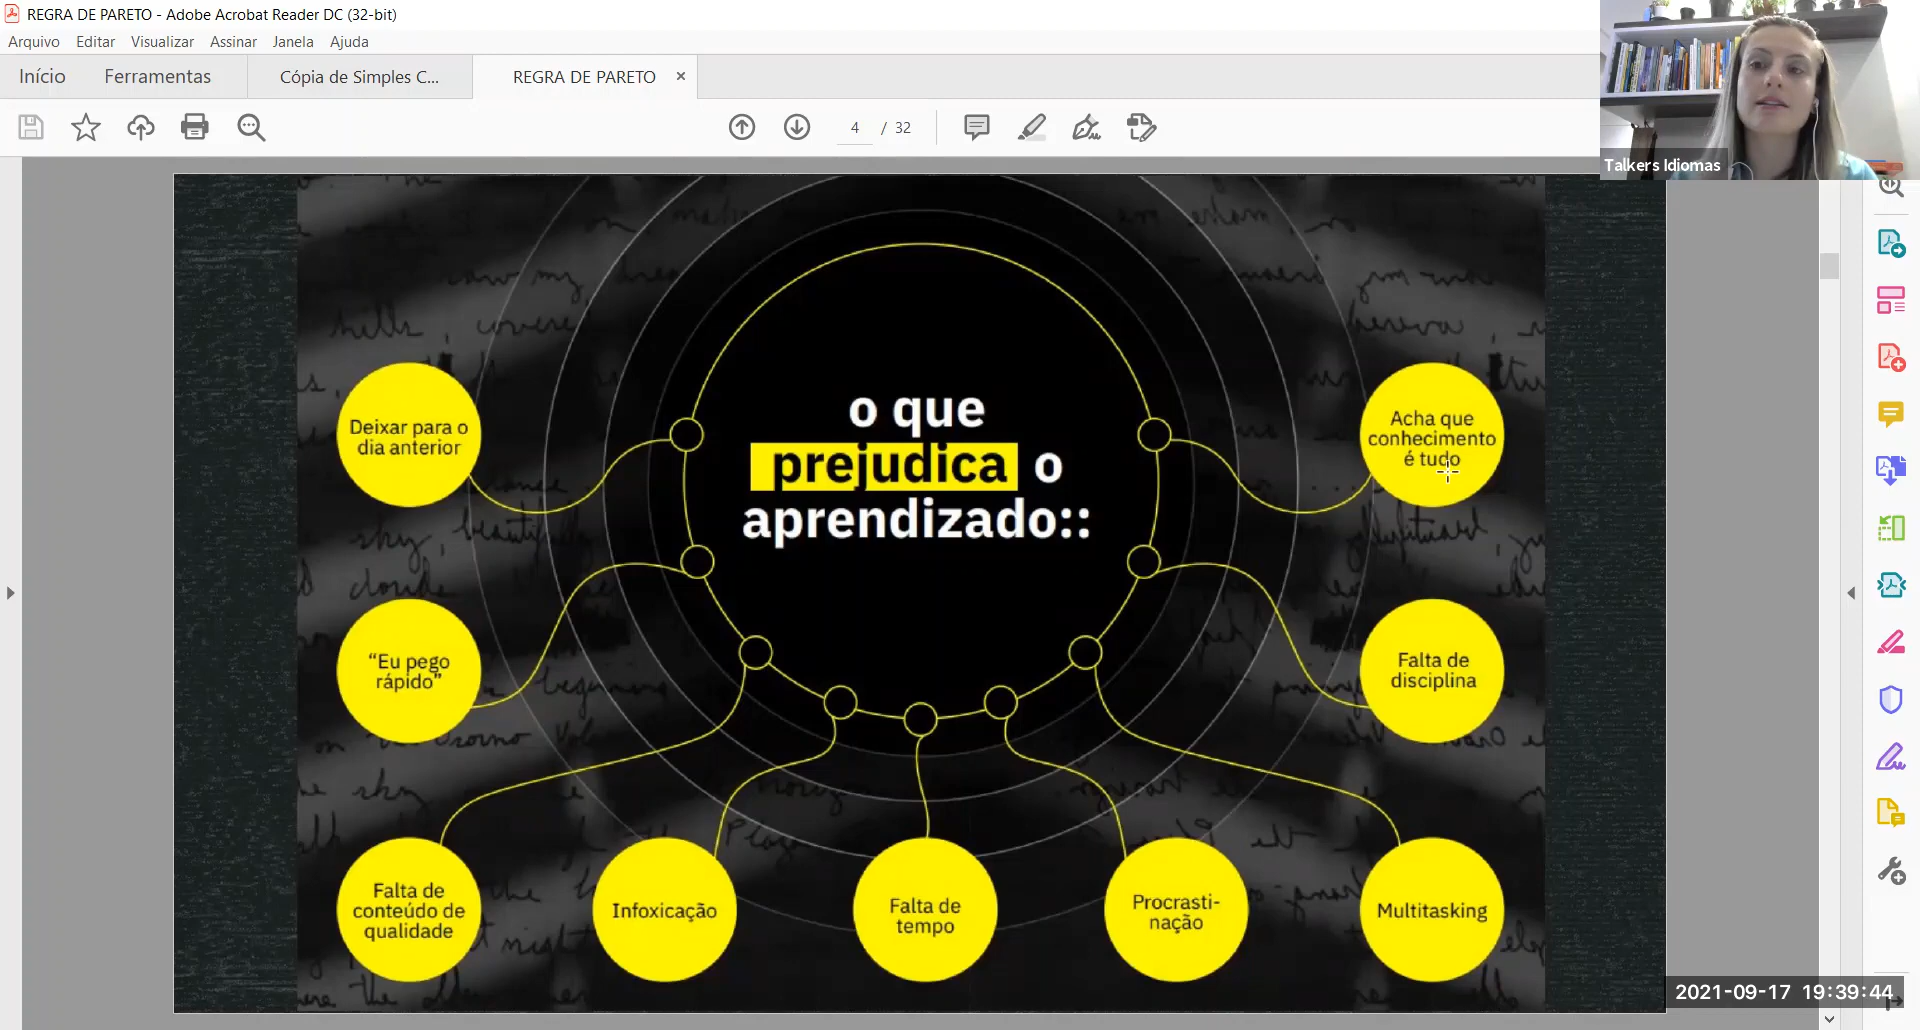 REGRA DE PARETO - Adobe Acrobat Reader DC (32-bit)
Arquivo Editar Visualizar Assinar Janela Ajuda
Início Ferramentas Cópia de Simples C... REGRA DE PARETO ×
4 / 32
Talkers Idiomas
o que
prejudica o
aprendizado::
Deixar para o
dia anterior
Acha que
conhecimento
é tudo
“Eu pego
rápido”
Falta de
disciplina
Falta de
conteúdo de
qualidade
Infoxicação
Falta de
tempo
Procrasti-
nação
Multitasking
2021-09-17 19:39:44